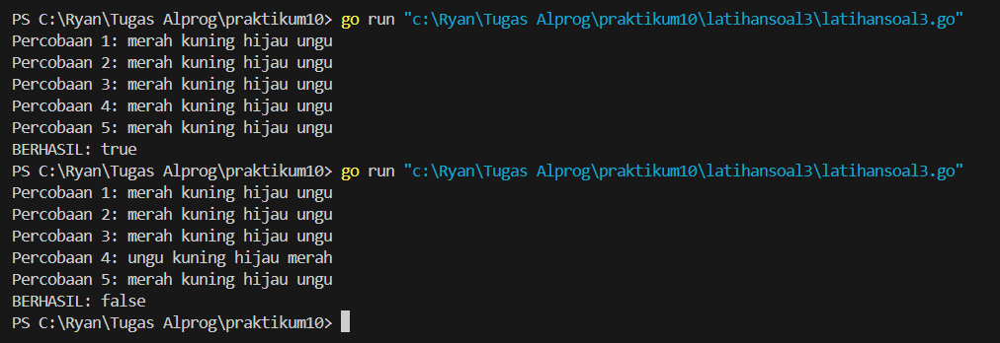 PS C:\Ryan\Tugas Alprog\praktikum10> go run "c:\Ryan\Tugas Alprog\praktikum10\latihansoal3\latihansoal3.go"
Percobaan 1: merah kuning hijau ungu
Percobaan 2: merah kuning hijau ungu
Percobaan 3: merah kuning hijau ungu
Percobaan 4: merah kuning hijau ungu
Percobaan 5: merah kuning hijau ungu
BERHASIL: true
PS C:\Ryan\Tugas Alprog\praktikum10> go run "c:\Ryan\Tugas Alprog\praktikum10\latihansoal3\latihansoal3.go"
Percobaan 1: merah kuning hijau ungu
Percobaan 2: merah kuning hijau ungu
Percobaan 3: merah kuning hijau ungu
Percobaan 4: ungu kuning hijau merah
Percobaan 5: merah kuning hijau ungu
BERHASIL: false
PS C:\Ryan\Tugas Alprog\praktikum10>